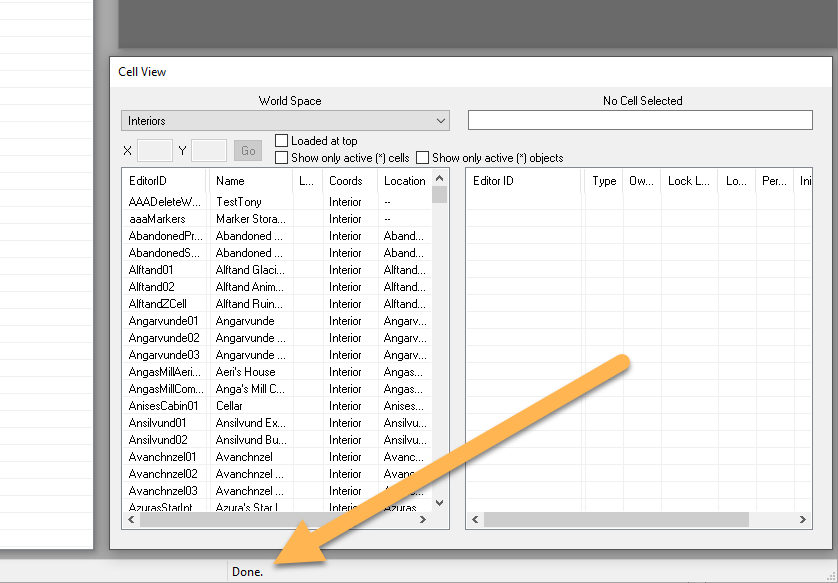 Cell View
World Space
No Cell Selected
Interiors
X Y Go
Loaded at top
Show only active (*) cells
Show only active (*) objects
EditorID Name L... Coords Location
AAADeleteW... TestTony Interior --
aaaMarkers Marker Stora... Interior --
AbandonedPr... Abandoned ... Interior Aband...
AbandonedS... Abandoned ... Interior Aband...
Alftand01 Alftand Glaci... Interior Alftand...
Alftand02 Alftand Anim... Interior Alftand...
AlftandZCell Alftand Ruin... Interior Alftand...
Angarvunde01 Angarvunde Interior Angarv...
Angarvunde02 Angarvunde ... Interior Angarv...
Angarvunde03 Angarvunde ... Interior Angarv...
AngasMillAeri... Aeri's House Interior Angas...
AngasMillCom... Anga's Mill C... Interior Angas...
AnisesCabin01 Cellar Interior Anises...
Ansilvund01 Ansilvund Ex... Interior Ansilvu...
Ansilvund02 Ansilvund Bu... Interior Ansilvu...
Avanchnzel01 Avanchnzel Interior Avanc...
Avanchnzel02 Avanchnzel ... Interior
Avanchnzel03 Avanchnzel ... Interior
AzurasStarInt Azura's Star I Interior Azuras
Editor ID Type Ow... Lock L... Lo... Per... Ini
Done.